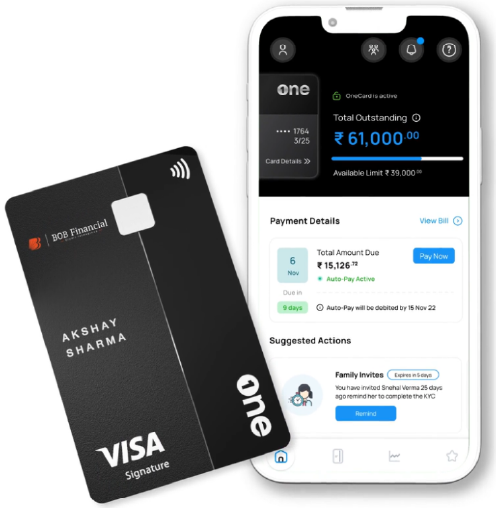 BOB Financial
AKSHAY
SHARMA
one
VISA
Signature
one
OneCard is active
Total Outstanding
₹ 61,000.00
•••• 1764
3/25
Card Details >>
Available Limit ₹ 39,000.00
Payment Details
View Bill
6
Nov
Total Amount Due
₹ 15,126.72
Auto-Pay Active
Pay Now
Due in
9 days
Auto-Pay will be debited by 15 Nov 22
Suggested Actions
Family Invites
Expires in 5 days
You have invited Snehal Verma 25 days
ago remind her to complete the KYC
Remind